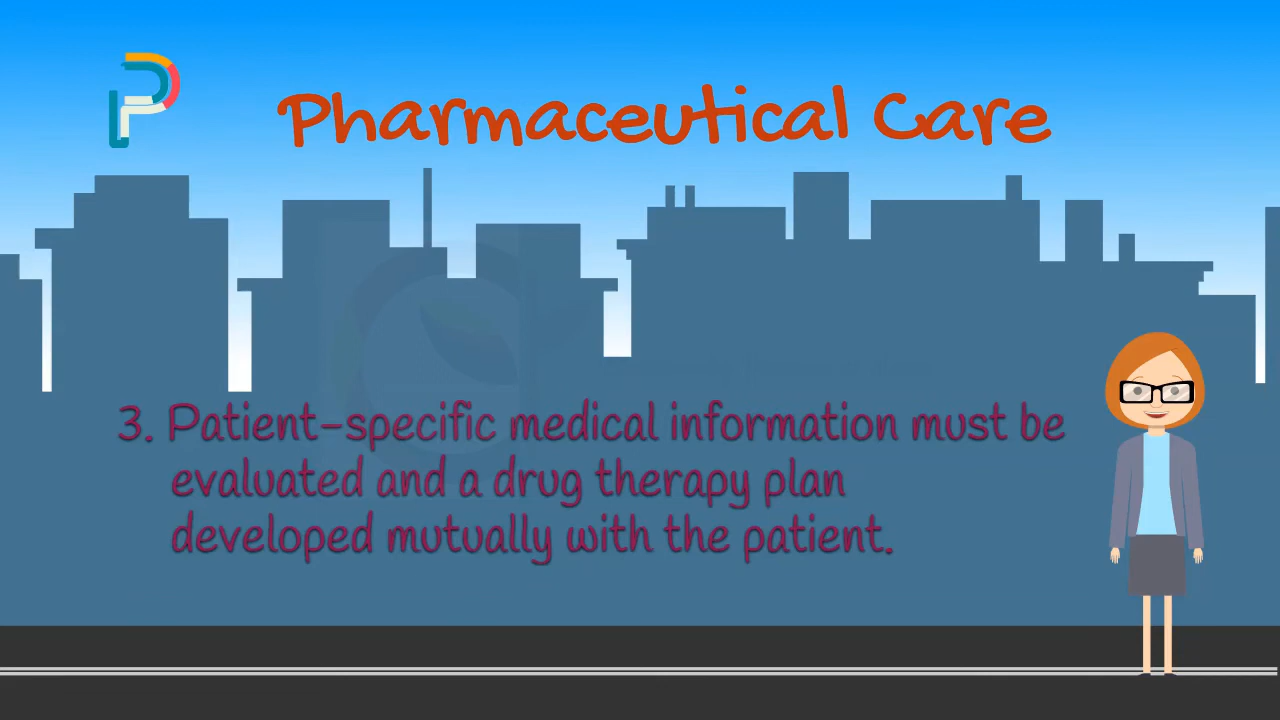 Pharmaceutical Care
3. Patient-specific medical information must be
evaluated and a drug therapy plan
developed mutually with the patient.